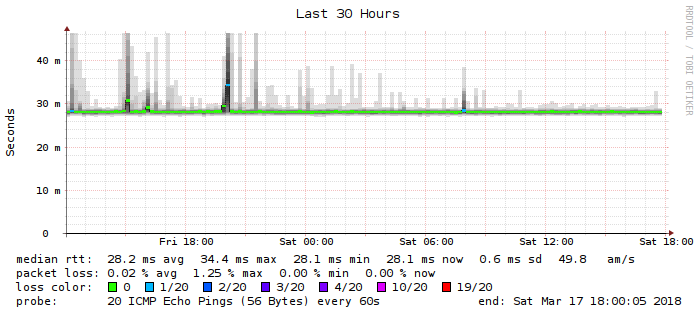 Last 30 Hours
RRDTOOL / TOBI OETIKER
Seconds
40 m
30 m
20 m
10 m
0
Fri 18:00 Sat 00:00 Sat 06:00 Sat 12:00 Sat 18:00
median rtt: 28.2 ms avg 34.4 ms max 28.1 ms min 28.1 ms now 0.6 ms sd 49.8 am/s
packet loss: 0.02 % avg 1.25 % max 0.00 % min 0.00 % now
loss color: 0 1/20 2/20 3/20 4/20 10/20 19/20
probe: 20 ICMP Echo Pings (56 Bytes) every 60s end: Sat Mar 17 18:00:05 2018